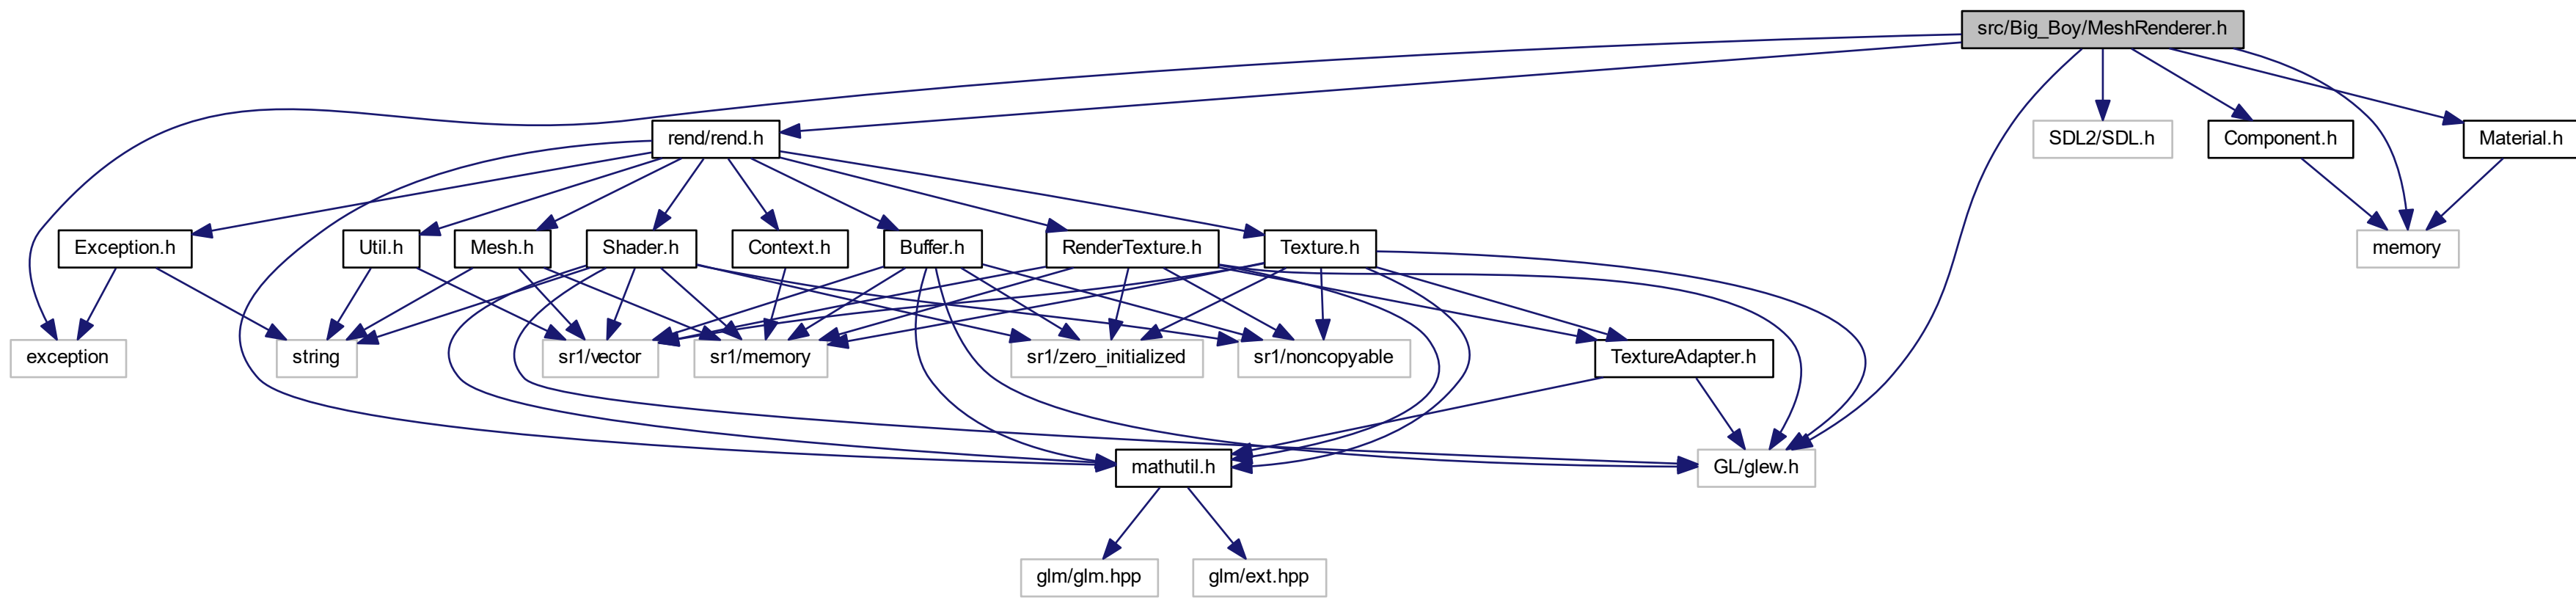 src/Big_Boy/MeshRenderer.h
rend/rend.h
SDL2/SDL.h
Component.h
Material.h
Exception.h
Util.h
Mesh.h
Shader.h
Context.h
Buffer.h
RenderTexture.h
Texture.h
memory
exception
string
sr1/vector
sr1/memory
sr1/zero_initialized
sr1/noncopyable
TextureAdapter.h
mathutil.h
GL/glew.h
glm/glm.hpp
glm/ext.hpp